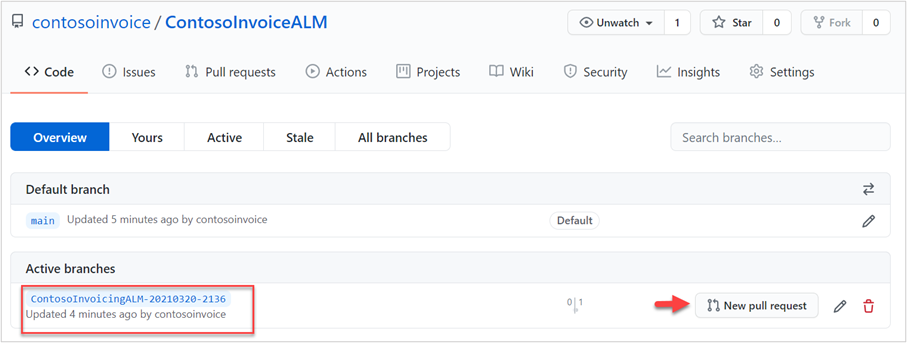 contosoinvoice / ContosoInvoiceALM
Unwatch 1 Star 0 Fork 0
Code Issues Pull requests Actions Projects Wiki Security Insights Settings
Overview Yours Active Stale All branches Search branches...
Default branch
main Updated 5 minutes ago by contosoinvoice Default
Active branches
ContosoInvoicingALM-20210320-2136
Updated 4 minutes ago by contosoinvoice
0 1 New pull request